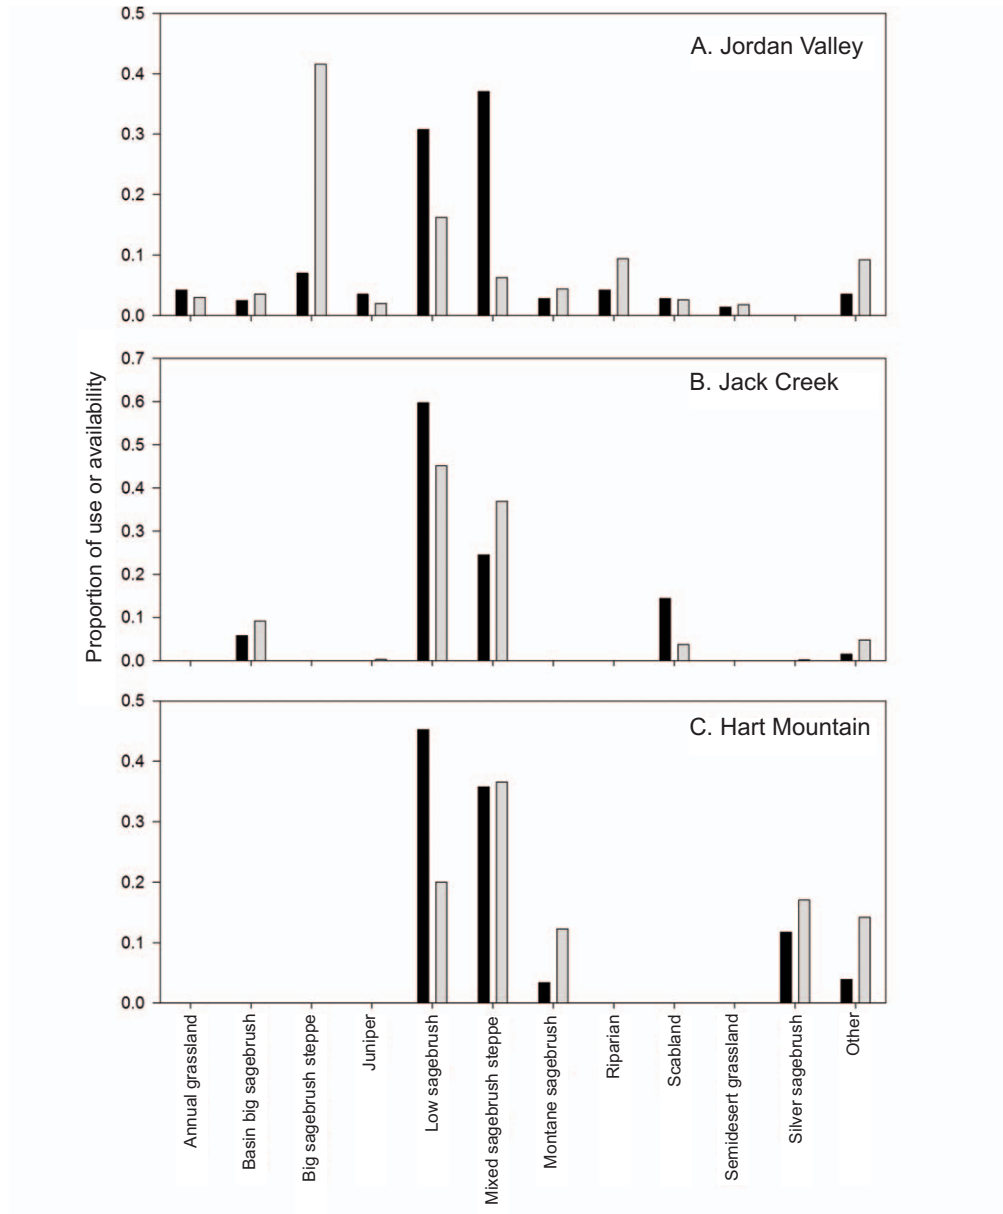 0.5
A. Jordan Valley
0.4
0.3
0.2
0.1
0.0
0.7
B. Jack Creek
0.6
0.5
0.4
0.3
0.2
0.1
0.0
Proportion of use or availability
0.5
C. Hart Mountain
0.4
0.3
0.2
0.1
0.0
Annual grassland
Basin big sagebrush
Big sagebrush steppe
Juniper
Low sagebrush
Mixed sagebrush steppe
Montane sagebrush
Riparian
Scabland
Semidesert grassland
Silver sagebrush
Other